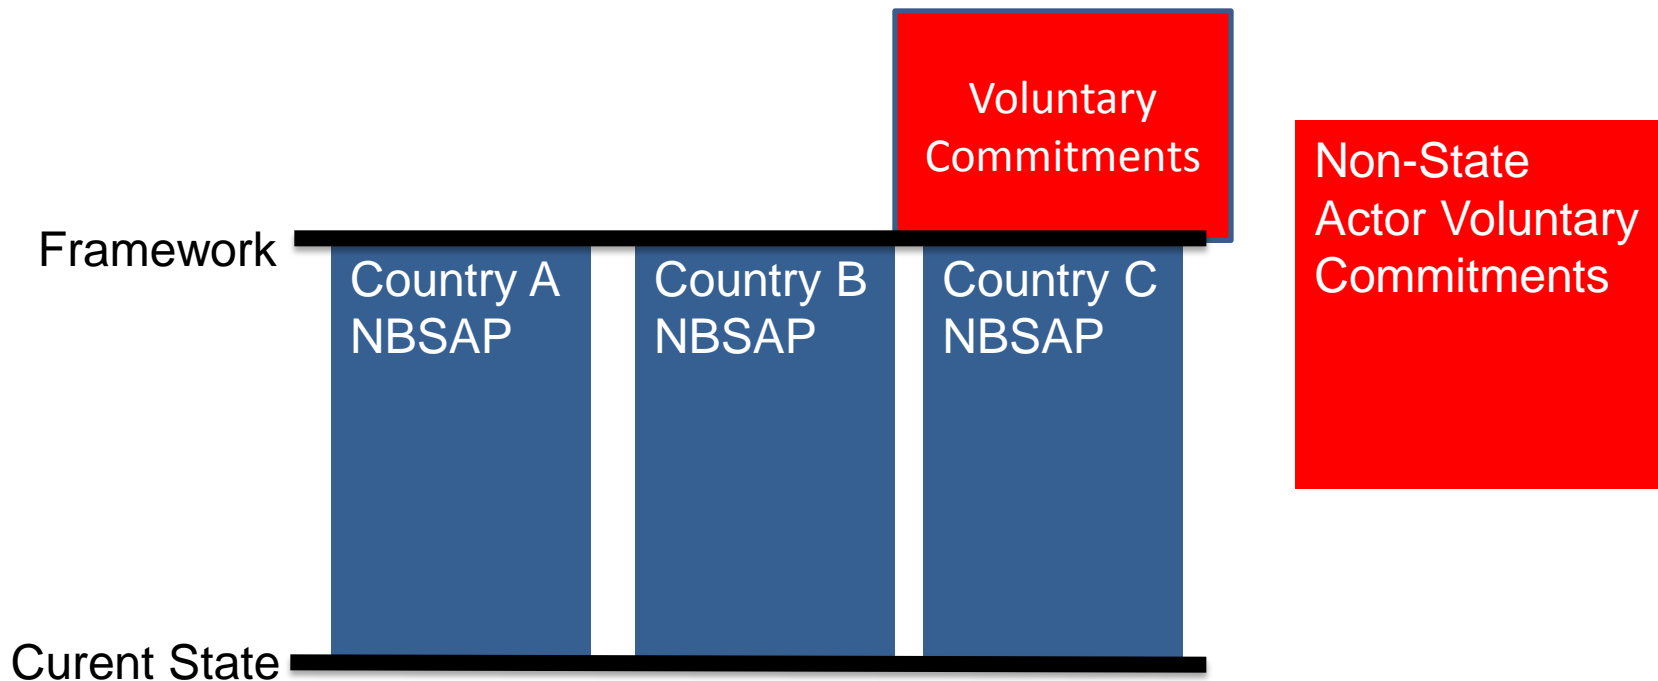 Voluntary
Commitments
Non-State
Actor Voluntary
Commitments
Framework
Country A
NBSAP
Country B
NBSAP
Country C
NBSAP
Curent State